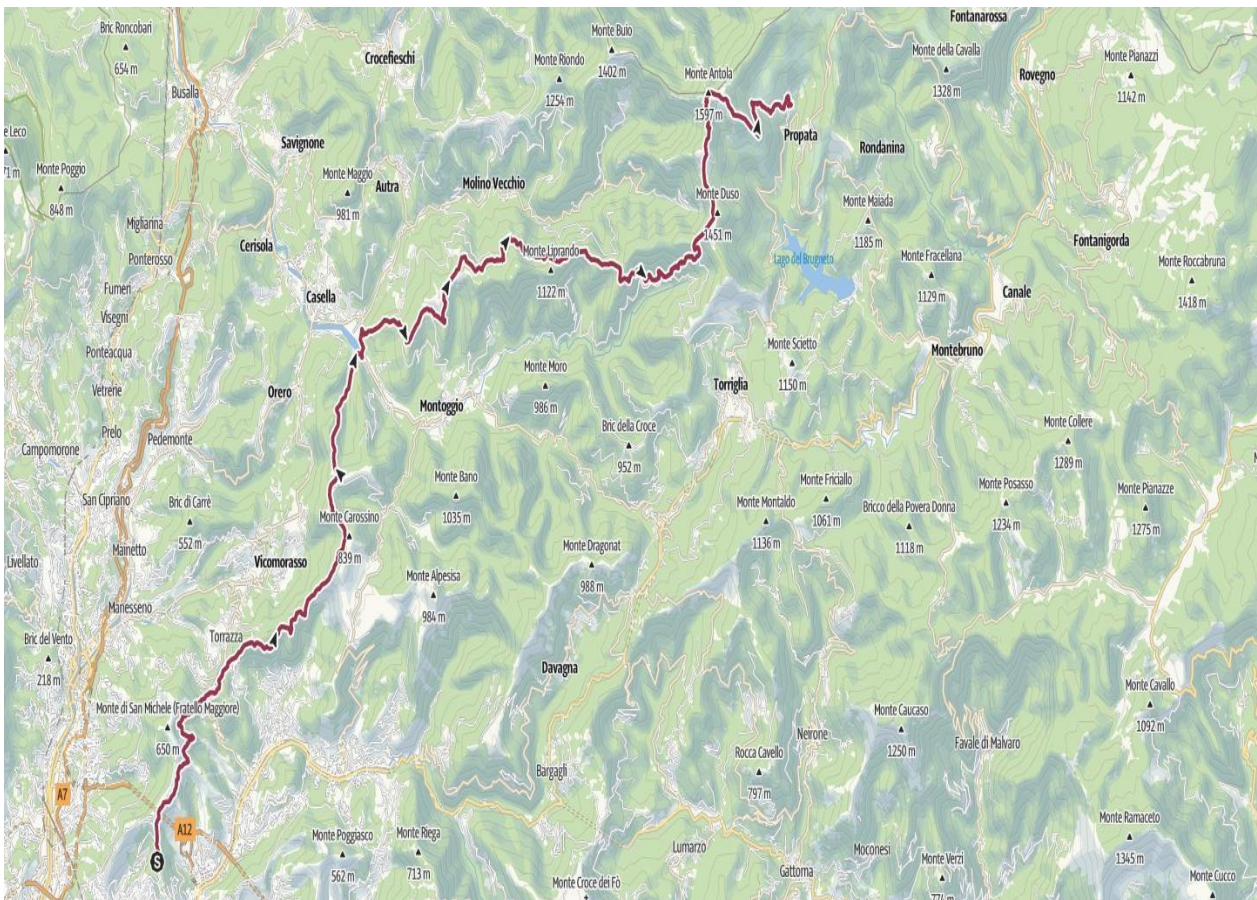 Fontanarossa
Bric Roncobari
654 m
Crocefieschi
Monte Buio
1402 m
Monte Riondo
1254 m
Monte della Cavalla
1328 m
Rovegno
Monte Pianazzi
1142 m
Busalla
Monte Antola
1597 m
e Leco
71 m
Savignone
Propata
Rondanina
Monte Poggio
848 m
Monte Maggio
981 m
Autra
Molino Vecchio
Monte Duso
1451 m
Monte Maiada
1185 m
Migliarina
Ponterosso
Cerisola
Fontanigorda
Monte Liprando
1122 m
Lago del Brugneto
Monte Fracellana
1129 m
Monte Roccabruna
1418 m
Fumeri
Visegni
Casella
Canale
Ponteacqua
Vetrerie
Orero
Montoggio
Monte Moro
986 m
Torriglia
Monte Scietto
1150 m
Montebruno
Prelo
Pedemonte
Campomorone
Bric della Croce
952 m
Monte Collere
1289 m
San Cipriano
Bric di Carrè
552 m
Monte Bano
1035 m
Monte Friciallo
1061 m
Monte Montaldo
1136 m
Bricco della Povera Donna
1118 m
Monte Posasso
1234 m
Monte Pianazze
1275 m
Monte Carossino
839 m
Mainetto
Livellato
Vicomorasso
Monte Dragonat
988 m
Monte Alpesisa
984 m
Manesseno
Bric del Vento
218 m
Torrazza
Davagna
Monte di San Michele (Fratello Maggiore)
650 m
Monte Cavallo
1092 m
Monte Caucaso
1250 m
Neirone
Favale di Malvaro
Rocca Cavello
797 m
Bargagli
A7
A12
S
Monte Poggiasco
562 m
Monte Riega
713 m
Lumarzo
Moconesi
Gattorna
Monte Verzi
774 m
Monte Ramaceto
1345 m
Monte Croce dei Fò
Monte Cucco